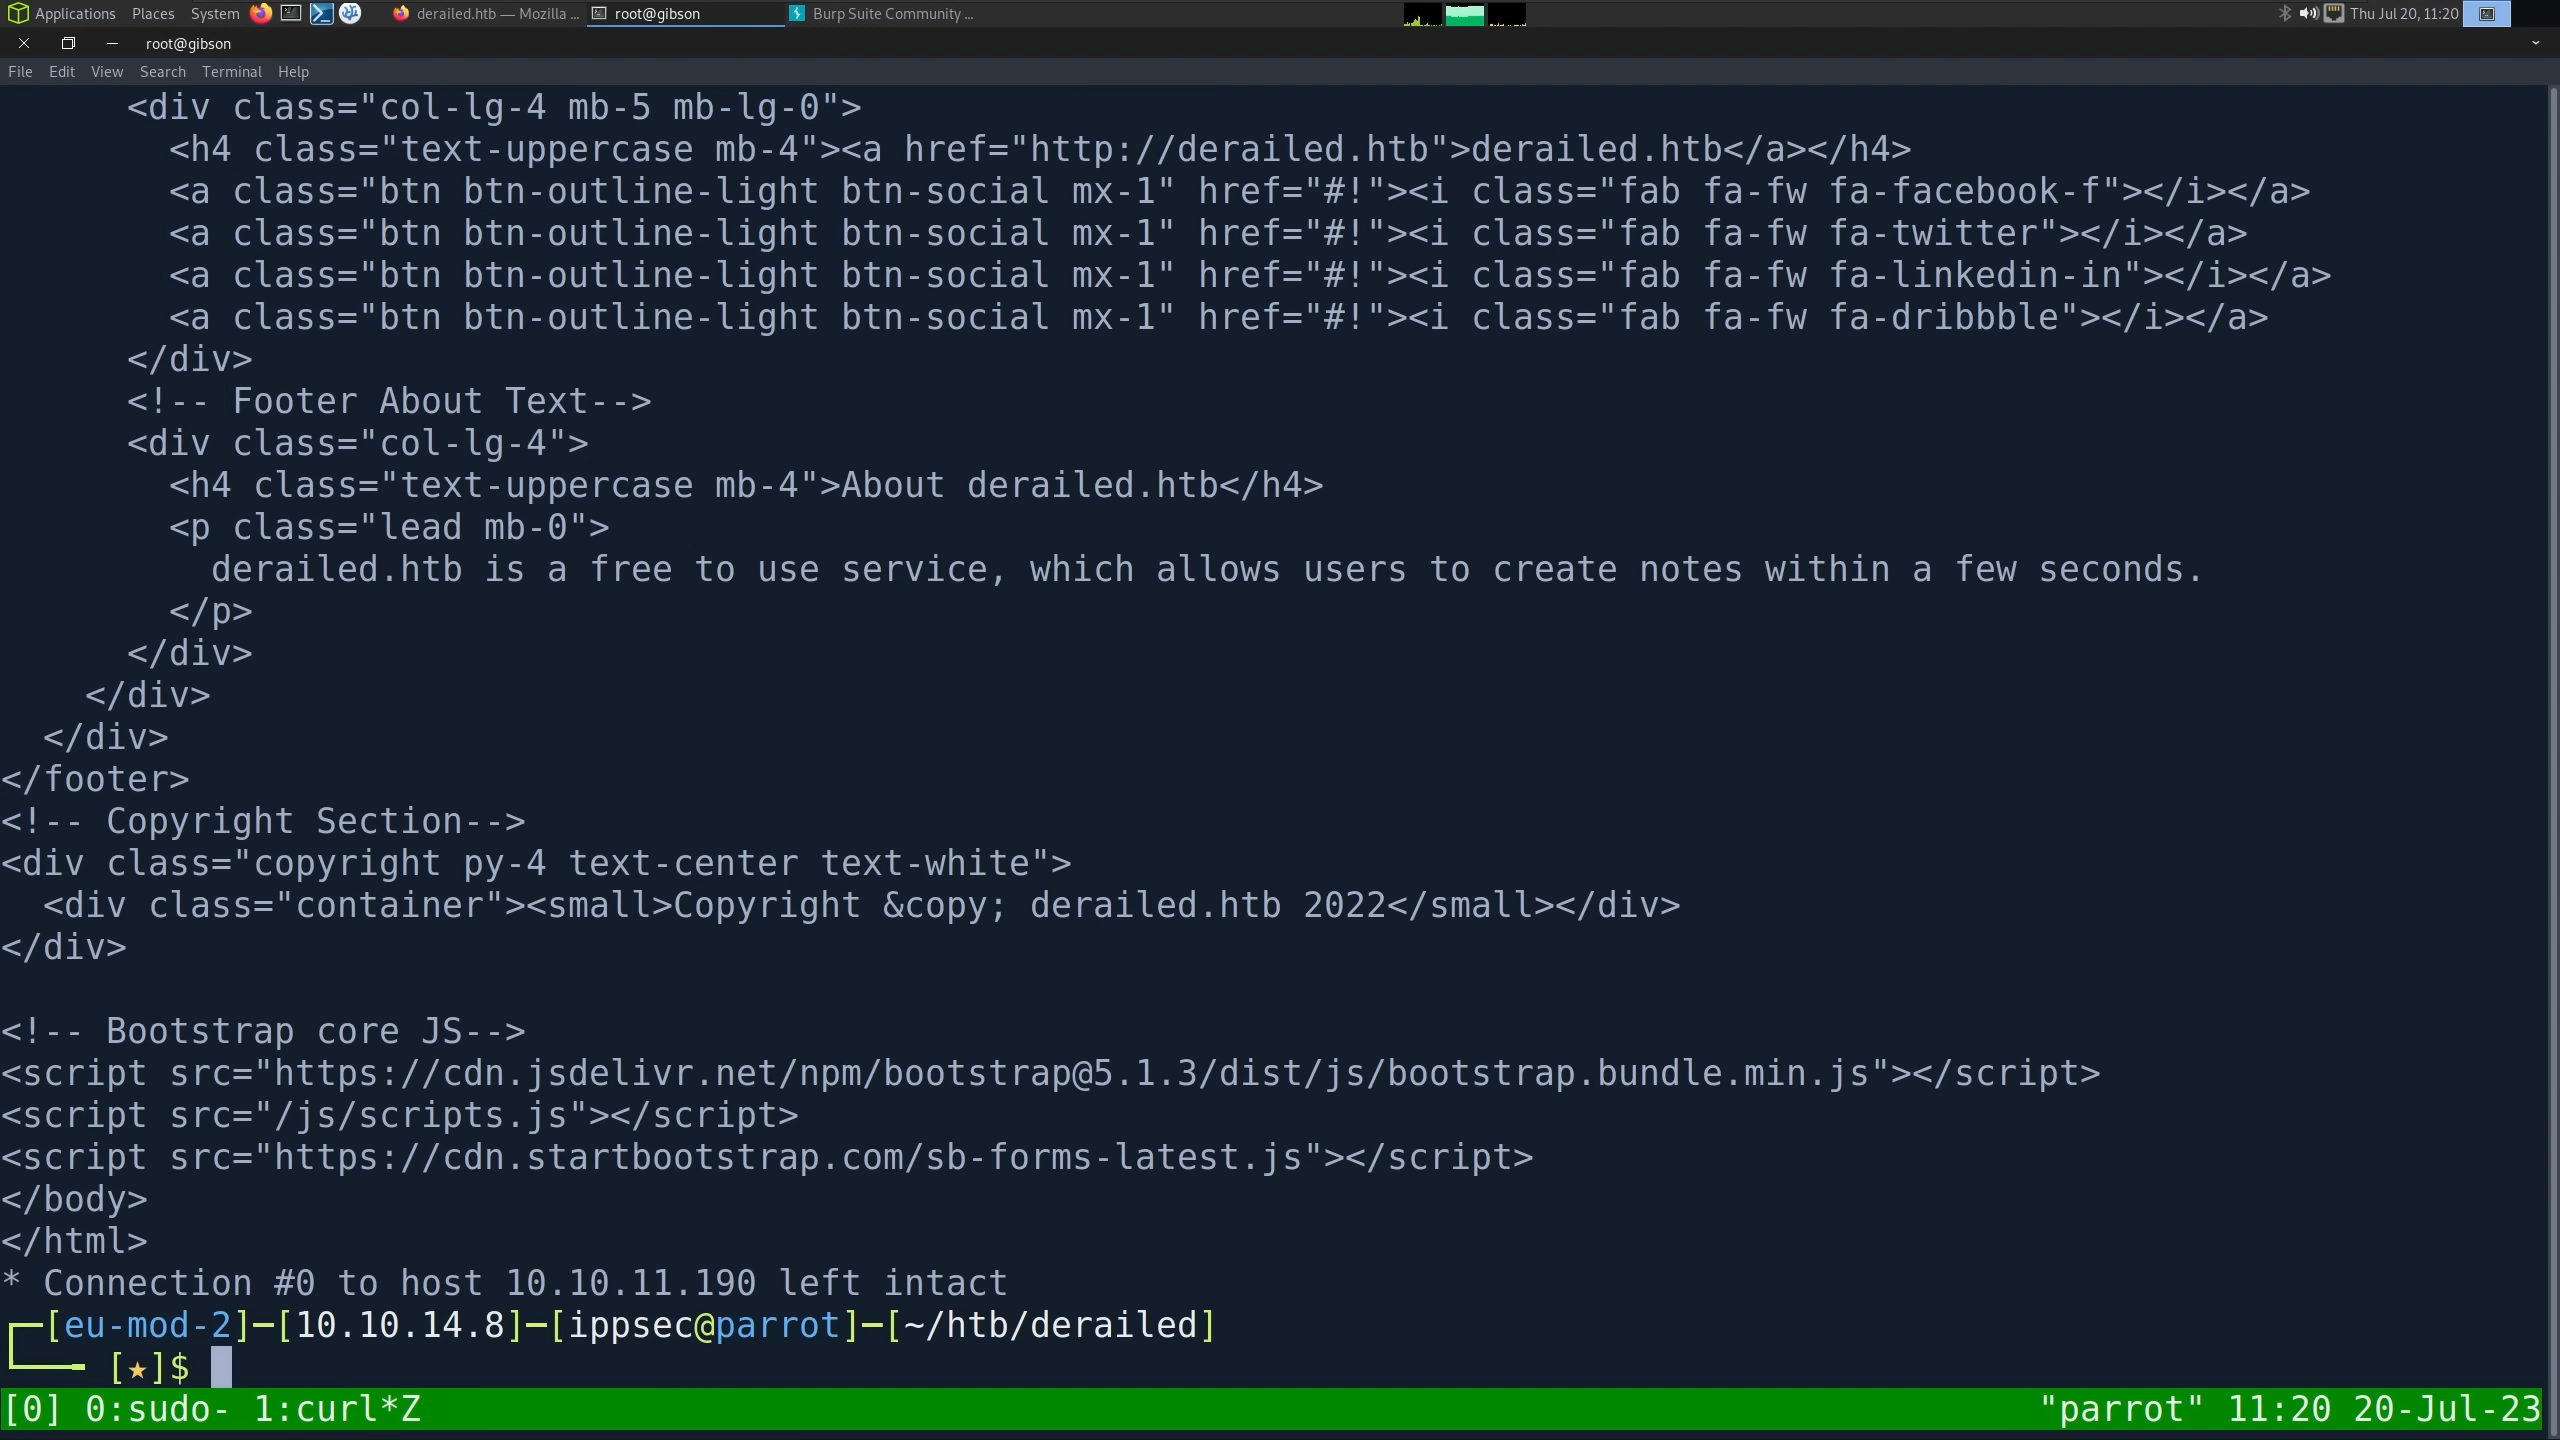 Applications Places System derailed.htb — Mozilla ... root@gibson Burp Suite Community ... Thu Jul 20, 11:20
root@gibson
File Edit View Search Terminal Help
<div class="col-lg-4 mb-5 mb-lg-0">
<h4 class="text-uppercase mb-4"><a href="http://derailed.htb">derailed.htb</a></h4>
<a class="btn btn-outline-light btn-social mx-1" href="#!"><i class="fab fa-fw fa-facebook-f"></i></a>
<a class="btn btn-outline-light btn-social mx-1" href="#!"><i class="fab fa-fw fa-twitter"></i></a>
<a class="btn btn-outline-light btn-social mx-1" href="#!"><i class="fab fa-fw fa-linkedin-in"></i></a>
<a class="btn btn-outline-light btn-social mx-1" href="#!"><i class="fab fa-fw fa-dribbble"></i></a>
</div>
<!-- Footer About Text-->
<div class="col-lg-4">
<h4 class="text-uppercase mb-4">About derailed.htb</h4>
<p class="lead mb-0">
derailed.htb is a free to use service, which allows users to create notes within a few seconds.
</p>
</div>
</div>
</div>
</footer>
<!-- Copyright Section-->
<div class="copyright py-4 text-center text-white">
<div class="container"><small>Copyright &copy; derailed.htb 2022</small></div>
</div>
<!-- Bootstrap core JS-->
<script src="https://cdn.jsdelivr.net/npm/bootstrap@5.1.3/dist/js/bootstrap.bundle.min.js"></script>
<script src="/js/scripts.js"></script>
<script src="https://cdn.startbootstrap.com/sb-forms-latest.js"></script>
</body>
</html>
* Connection #0 to host 10.10.11.190 left intact
┌─[eu-mod-2]─[10.10.14.8]─[ippsec@parrot]─[~/htb/derailed]
└──╼ [★]$
[0] 0:sudo- 1:curl*Z "parrot" 11:20 20-Jul-23